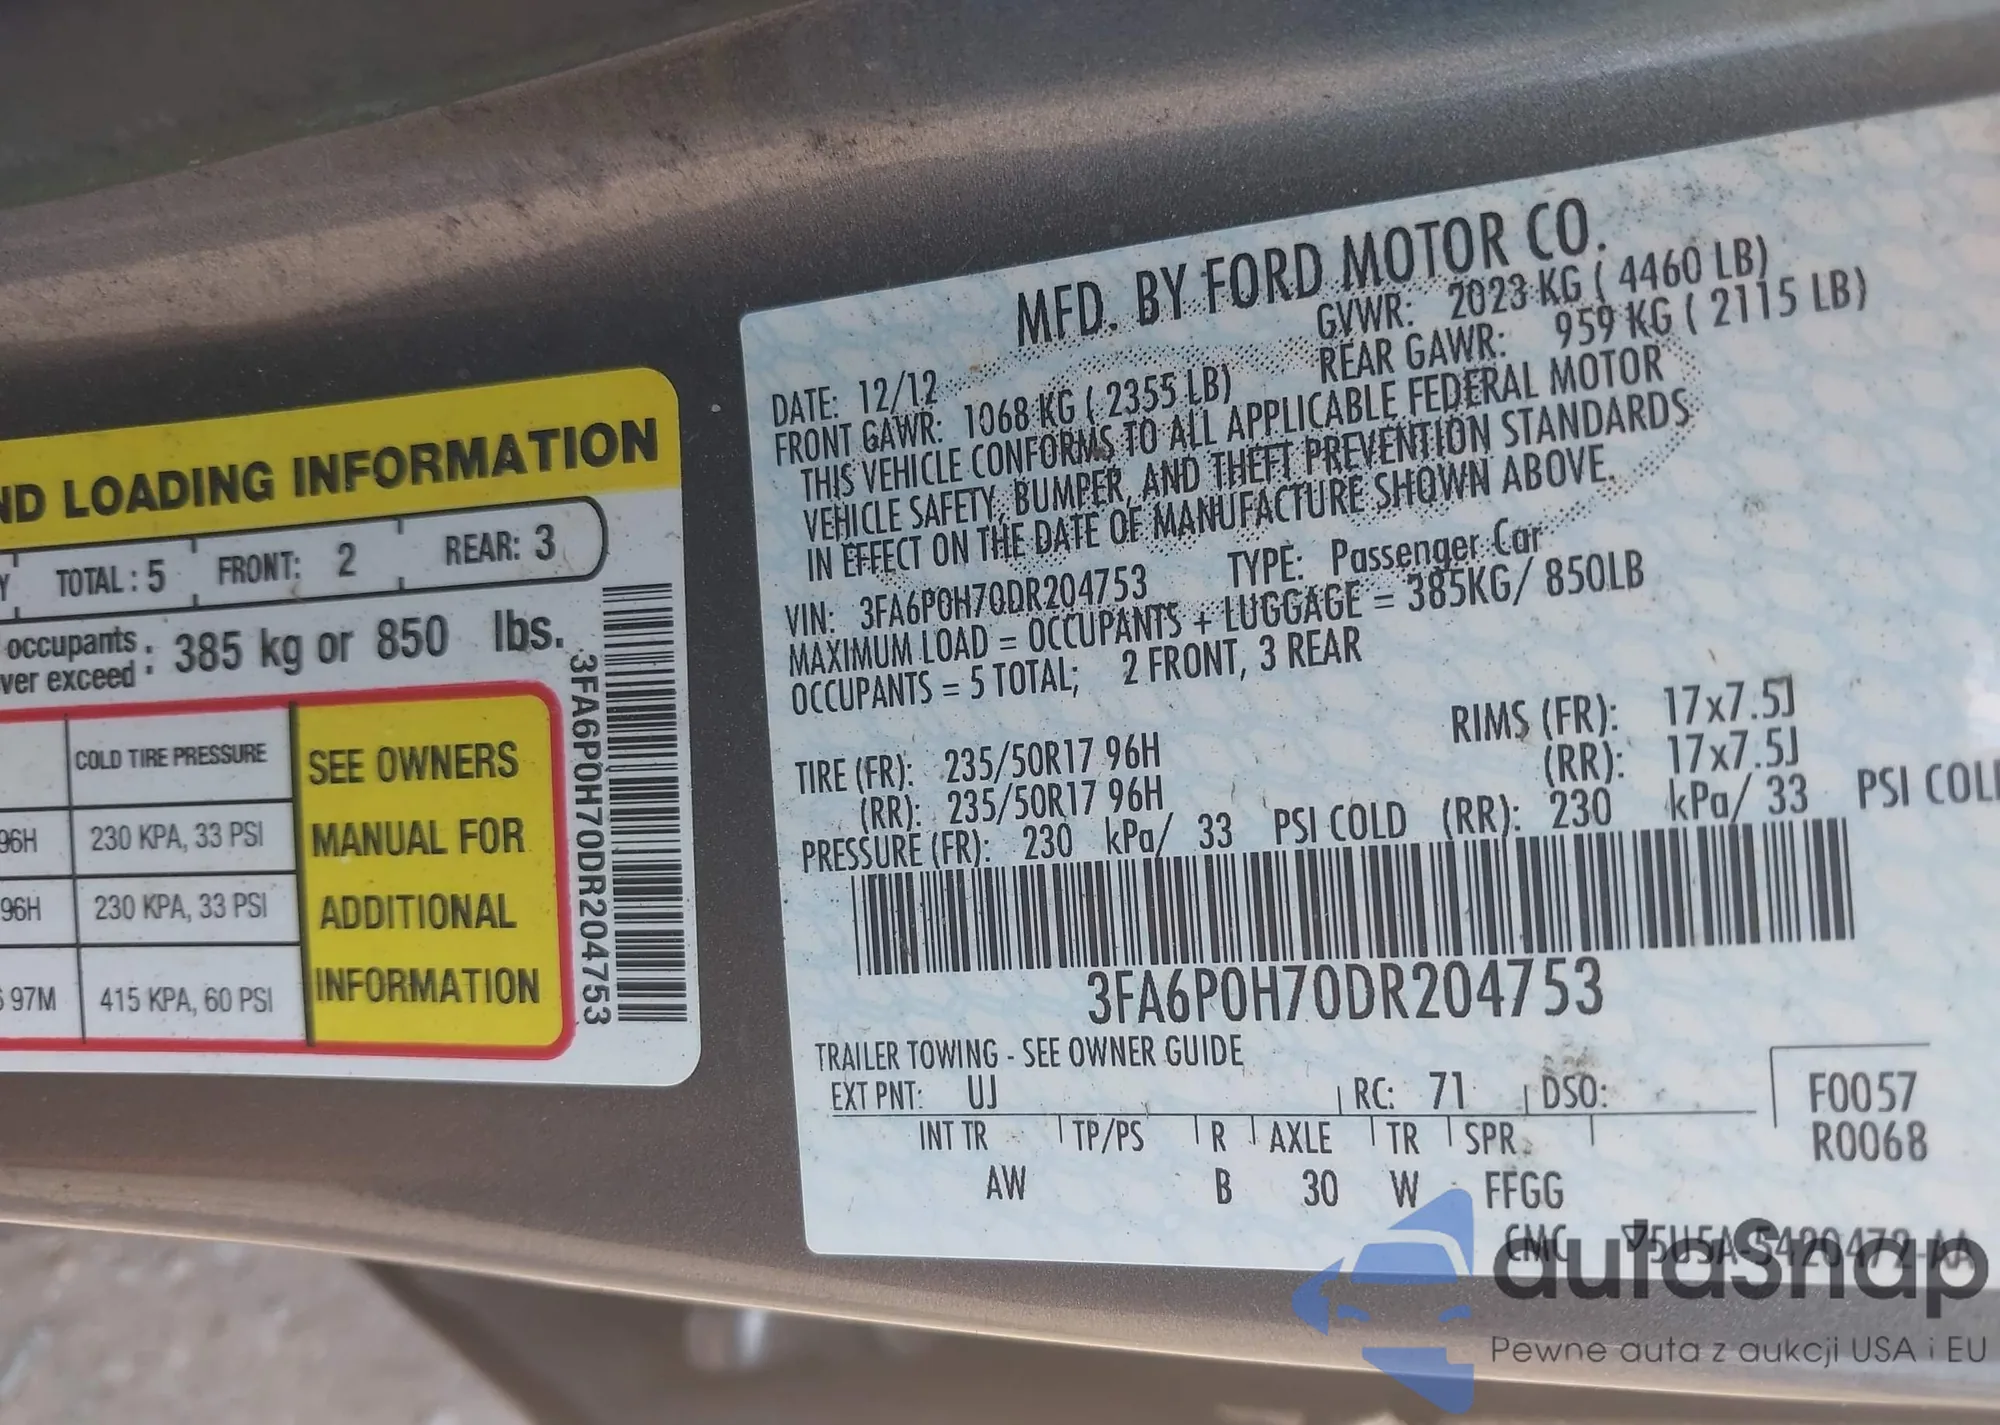 ND LOADING INFORMATION
Y TOTAL : 5 FRONT: 2 REAR: 3
occupants : 385 kg or 850 lbs.
ver exceed :
COLD TIRE PRESSURE
96H 230 KPA, 33 PSI
96H 230 KPA, 33 PSI
97M 415 KPA, 60 PSI
SEE OWNERS
MANUAL FOR
ADDITIONAL
INFORMATION
3FA6P0H70DR204753
MFD. BY FORD MOTOR CO.
DATE: 12/12 GVWR: 2023 KG ( 4460 LB)
FRONT GAWR: 1068 KG ( 2355 LB) REAR GAWR: 959 KG ( 2115 LB)
THIS VEHICLE CONFORMS TO ALL APPLICABLE FEDERAL MOTOR
VEHICLE SAFETY, BUMPER, AND THEFT PREVENTION STANDARDS
IN EFFECT ON THE DATE OF MANUFACTURE SHOWN ABOVE.
VIN: 3FA6P0H70DR204753 TYPE: Passenger Car
MAXIMUM LOAD = OCCUPANTS + LUGGAGE = 385KG/ 850LB
OCCUPANTS = 5 TOTAL; 2 FRONT, 3 REAR
TIRE (FR): 235/50R17 96H RIMS (FR): 17x7.5J
(RR): 235/50R17 96H (RR): 17x7.5J
PRESSURE (FR): 230 kPa/ 33 PSI COLD (RR): 230 kPa/ 33 PSI COL
3FA6P0H70DR204753
TRAILER TOWING - SEE OWNER GUIDE
EXT PNT: UJ RC: 71 DSO: F0057
INT TR TP/PS R AXLE TR SPR R0068
AW B 30 W FFGG
CMC 5U5A-5420472-AA
autaSnap
Pewne auta z aukcji USA i EU